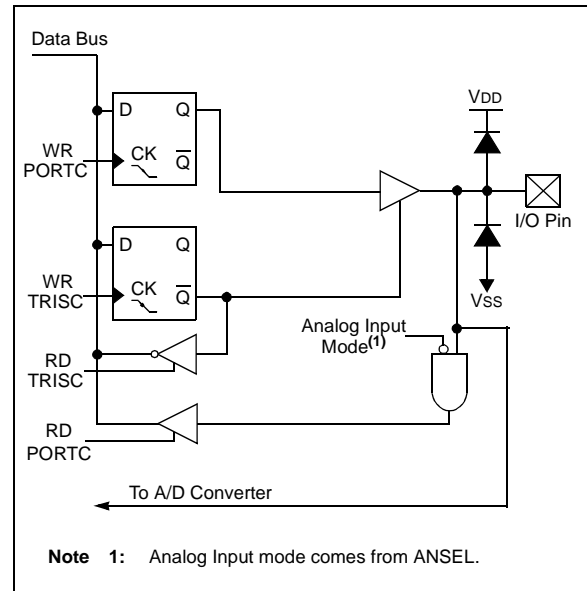 Data Bus
D Q
WR
PORTC
CK Q̅
VDD
I/O Pin
VSS
D Q
WR
TRISC
CK Q̅
RD
TRISC
Analog Input
Mode(1)
RD
PORTC
To A/D Converter
Note 1: Analog Input mode comes from ANSEL.